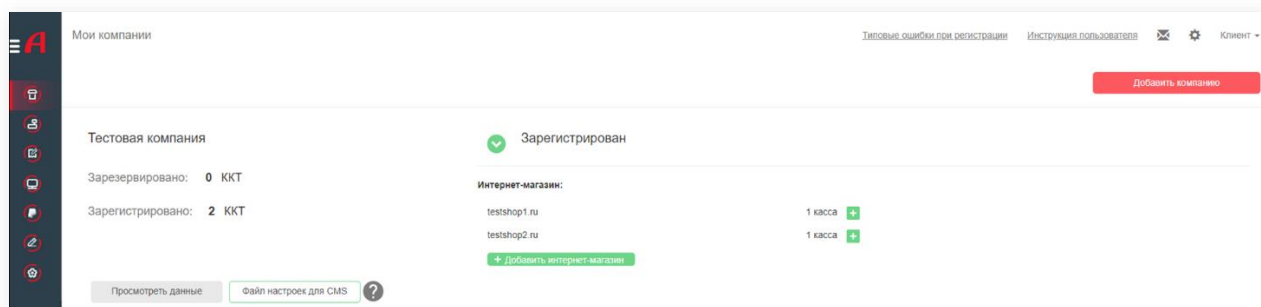 Мои компании
Типовые ошибки при регистрации Инструкция пользователя Клиент
Добавить компанию
Тестовая компания
Зарегистрирован
Зарезервировано: 0 ККТ
Интернет-магазин:
Зарегистрировано: 2 ККТ
testshop1.ru 1 касса +
testshop2.ru 1 касса +
+ Добавить интернет-магазин
Просмотреть данные Файл настроек для CMS ?